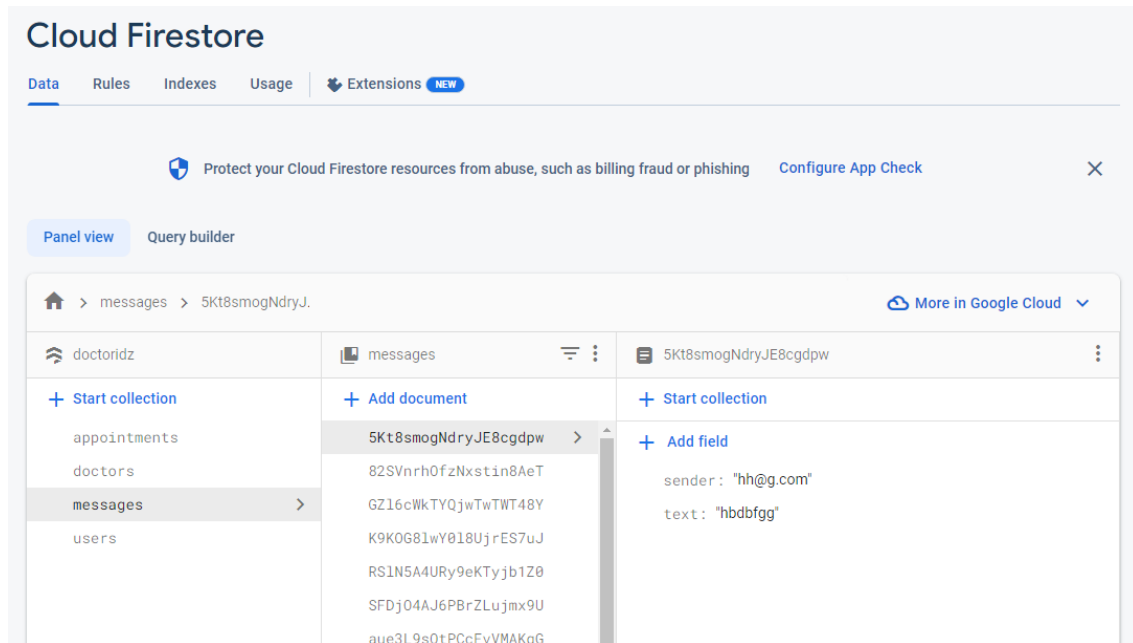 Cloud Firestore
Data Rules Indexes Usage Extensions NEW
Protect your Cloud Firestore resources from abuse, such as billing fraud or phishing Configure App Check
Panel view Query builder
messages > 5Kt8smogNdryJ.
More in Google Cloud
doctoridz
messages
5Kt8smogNdryJE8cgdpw
Start collection
Add document
Start collection
appointments
doctors
messages
users
5Kt8smogNdryJE8cgdpw
82SVnrhOfzNxstin8AeT
GZl6cWkTYQjwTwTWT48Y
K9KOG8lwY0l8UjrES7uJ
RSlN5A4URy9eKTyjb1Z0
SFDjO4AJ6PBrZLujmx9U
aue3L9sOtPCcFvVMAKqG
Add field
sender: "hh@g.com"
text: "hbdbfgg"